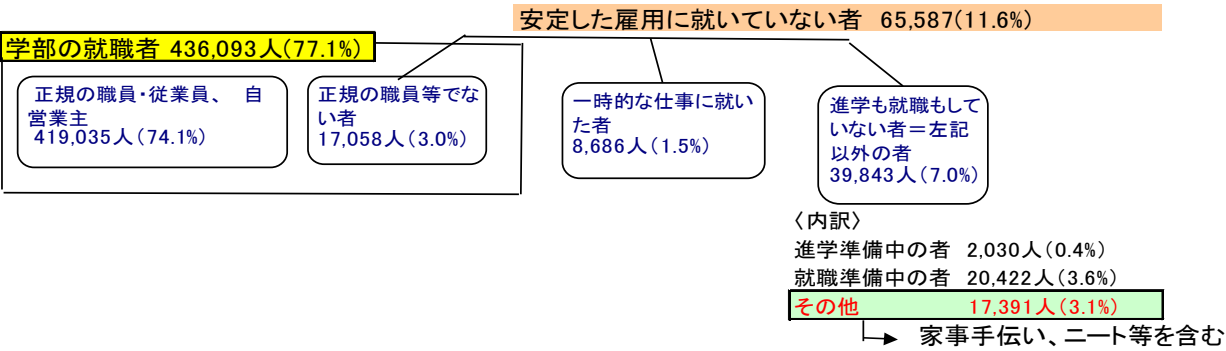 安定した雇用に就いていない者 65,587(11.6%)
学部の就職者 436,093人(77.1%)
正規の職員・従業員、 自
営業主
419,035人(74.1%)
正規の職員等でな
い者
17,058人(3.0%)
一時的な仕事に就い
た者
8,686人(1.5%)
進学も就職もして
いない者＝左記
以外の者
39,843人(7.0%)
〈内訳〉
進学準備中の者 2,030人(0.4%)
就職準備中の者 20,422人(3.6%)
その他 17,391人(3.1%)
家事手伝い、ニート等を含む